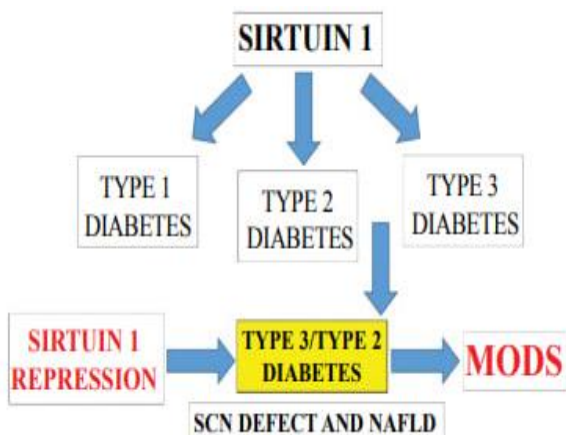 SIRTUIN 1
TYPE 1
DIABETES
TYPE 2
DIABETES
TYPE 3
DIABETES
SIRTUIN 1
REPRESSION
TYPE 3/TYPE 2
DIABETES
MODS
SCN DEFECT AND NAFLD